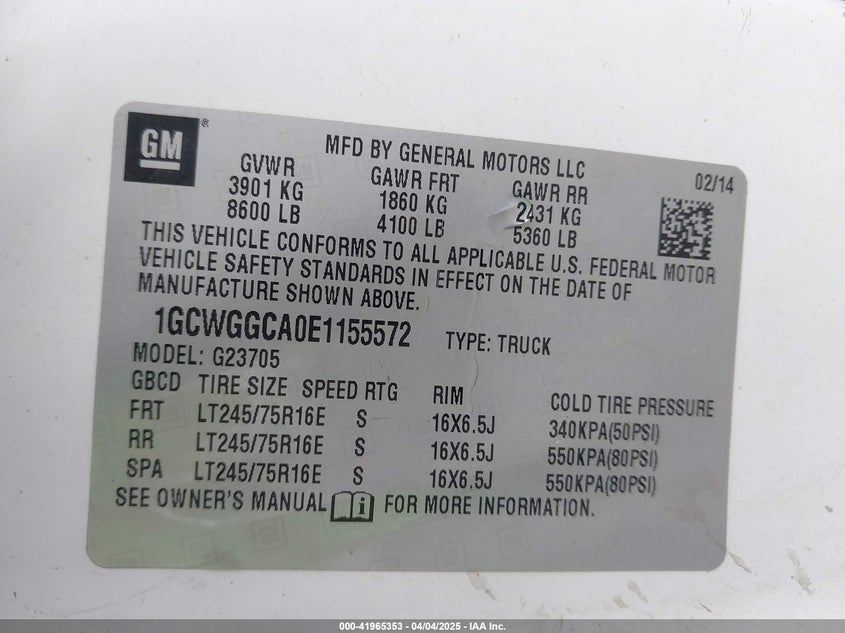 GM®
MFD BY GENERAL MOTORS LLC
02/14
GVWR GAWR FRT GAWR RR
3901 KG 1860 KG 2431 KG
8600 LB 4100 LB 5360 LB
THIS VEHICLE CONFORMS TO ALL APPLICABLE U.S. FEDERAL MOTOR
VEHICLE SAFETY STANDARDS IN EFFECT ON THE DATE OF
MANUFACTURE SHOWN ABOVE.
1GCWGGCA0E1155572 TYPE: TRUCK
MODEL: G23705
GBCD TIRE SIZE SPEED RTG RIM COLD TIRE PRESSURE
FRT LT245/75R16E S 16X6.5J 340KPA(50PSI)
RR LT245/75R16E S 16X6.5J 550KPA(80PSI)
SPA LT245/75R16E S 16X6.5J 550KPA(80PSI)
SEE OWNER'S MANUAL i FOR MORE INFORMATION.
000-41965353 - 04/04/2025 - IAA Inc.